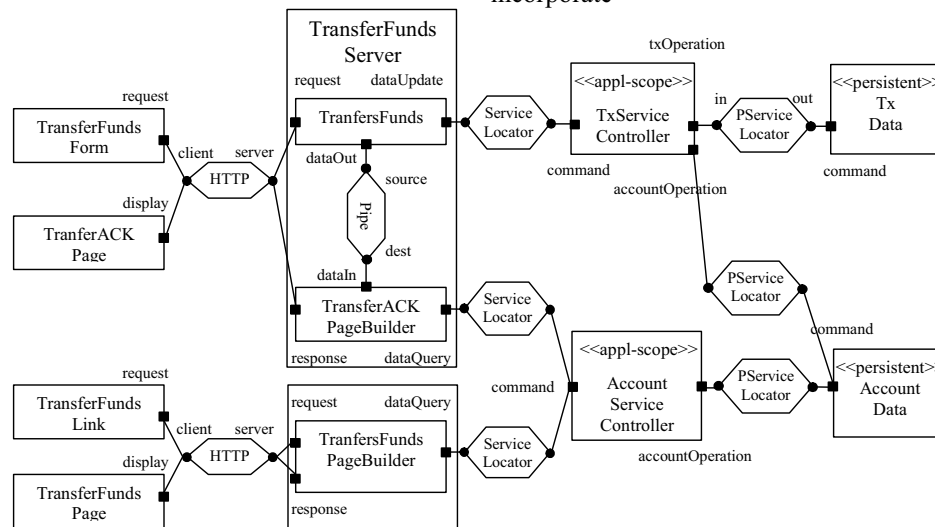 incorporate
TransferFunds
Server
txOperation
request
dataUpdate
<<appl-scope>>
TxService
Controller
in
out
<<persistent>>
Tx
Data
request
TransferFunds
Form
TranfersFunds
Service
Locator
PService
Locator
client
server
HTTP
dataOut
source
command
accountOperation
command
display
TranferACK
Page
Pipe
dest
dataIn
TransferACK
PageBuilder
Service
Locator
PService
Locator
command
response
dataQuery
<<appl-scope>>
Account
Service
Controller
<<persistent>>
Account
Data
PService
Locator
request
TransferFunds
Link
request
dataQuery
command
client
server
HTTP
TranfersFunds
PageBuilder
Service
Locator
accountOperation
display
TransferFunds
Page
response